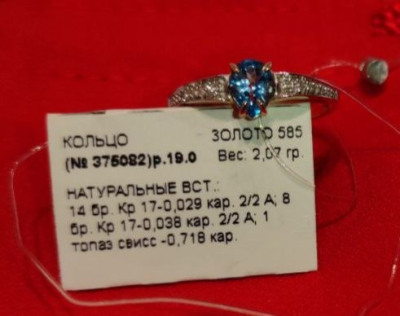 КОЛЬЦО ЗОЛОТО 585
(№ 375082)р.19.0 Вес: 2,07 гр.
НАТУРАЛЬНЫЕ ВСТ.:
14 бр. Кр 17-0,029 кар. 2/2 А; 8
бр. Кр 17-0,038 кар. 2/2 А; 1
топаз свисс -0,718 кар.